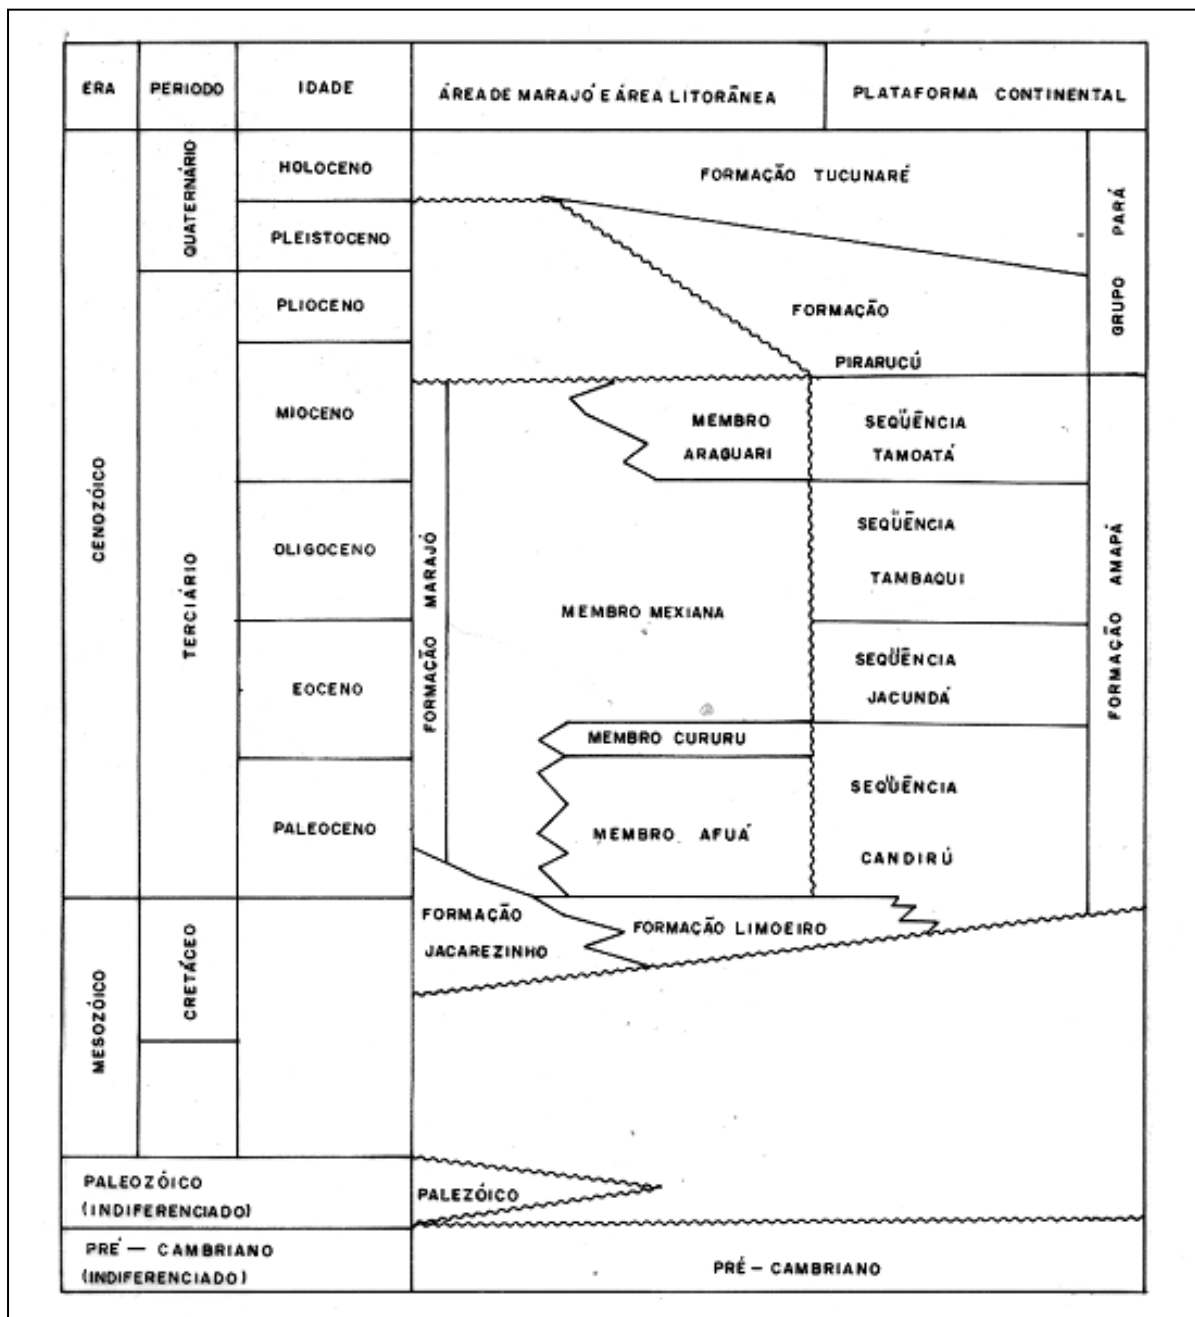 ERA
PERIODO
IDADE
ÁREA DE MARAJÓ E ÁREA LITORÂNEA
PLATAFORMA CONTINENTAL
CENOZÓICO
QUATERNÁRIO
HOLOCENO
FORMAÇÃO TUCUNARÉ
GRUPO PARÁ
PLEISTOCENO
TERCIÁRIO
PLIOCENO
FORMAÇÃO
PIRARUCÚ
MIOCENO
FORMAÇÃO MARAJÓ
MEMBRO
ARAGUARI
SEQÜÊNCIA
TAMOATÁ
FORMAÇÃO AMAPÁ
OLIGOCENO
SEQÜÊNCIA
TAMBAQUI
MEMBRO MEXIANA
EOCENO
SEQÜÊNCIA
JACUNDÁ
MEMBRO CURURU
PALEOCENO
MEMBRO AFUÁ
SEQÜÊNCIA
CANDIRÚ
MESOZÓICO
CRETÁCEO
FORMAÇÃO
JACAREZINHO
FORMAÇÃO LIMOEIRO
PALEOZÓICO
(INDIFERENCIADO)
PALEZÓICO
PRÉ — CAMBRIANO
(INDIFERENCIADO)
PRÉ – CAMBRIANO